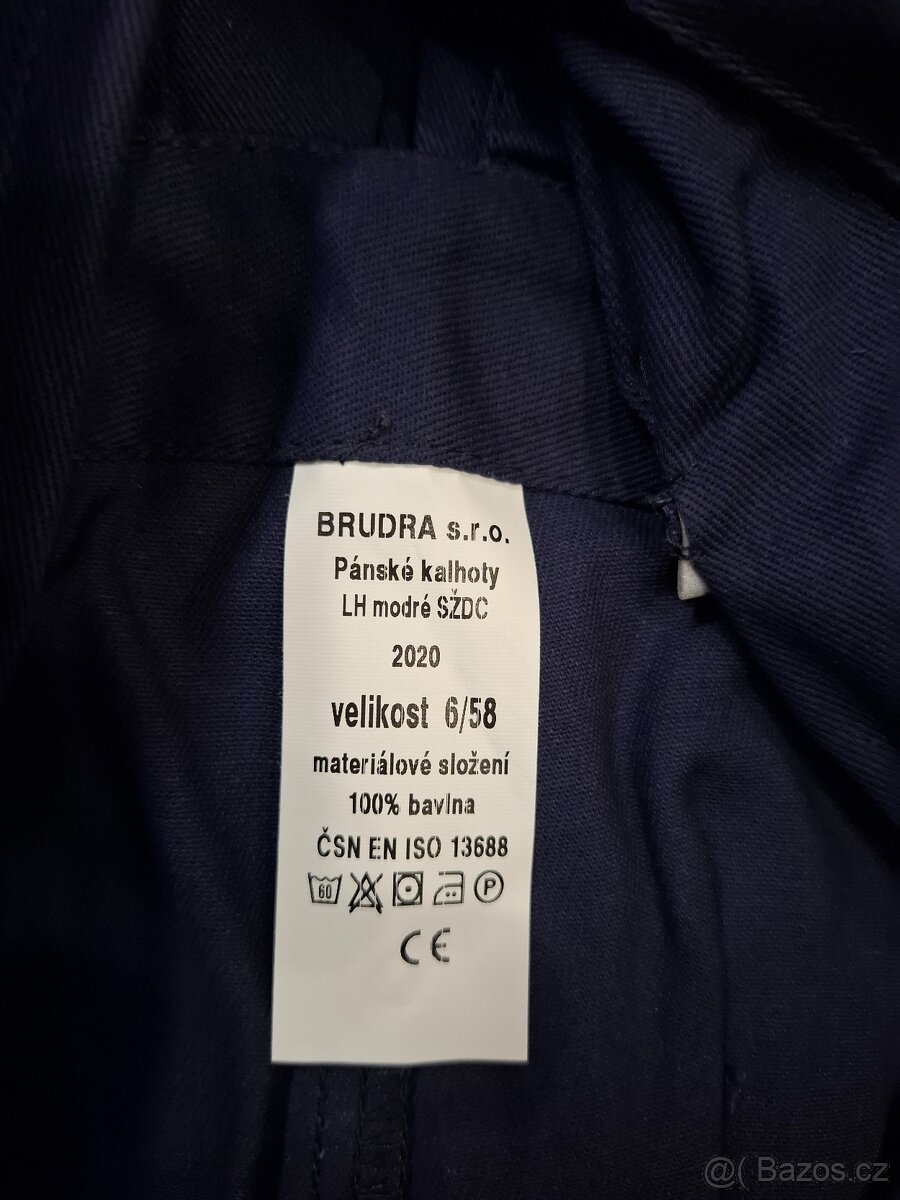 BRUDRA s.r.o.
Pánské kalhoty
LH modré SŽDC
2020
velikost 6/58
materiálové složení
100% bavlna
ČSN EN ISO 13688
60 P
CE
@( Bazos.cz